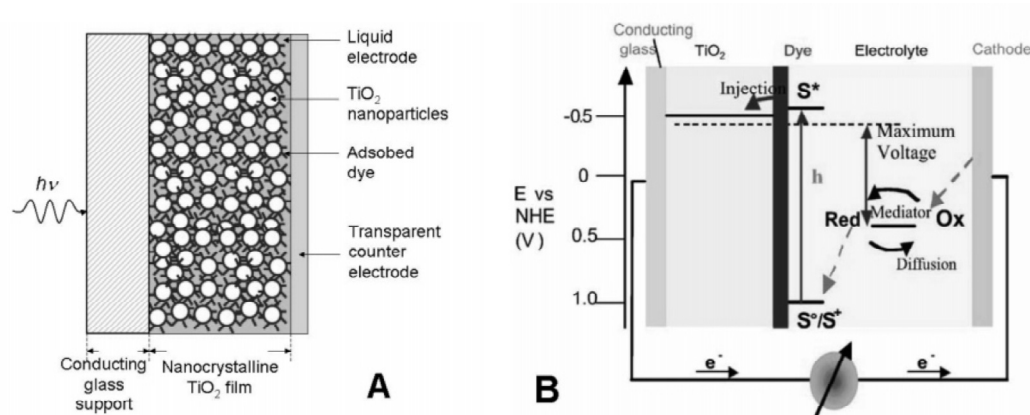 Liquid
electrode
TiO₂
nanoparticles
Adsobed
dye
Transparent
counter
electrode
hν
Conducting
glass
support
Nanocrystalline
TiO₂ film
A
B
Conducting
glass
TiO₂
Dye
Electrolyte
Cathode
Injection
S*
-0.5
Maximum
Voltage
0
E vs
NHE
(V)
h
Red
Mediator
Ox
0.5
Diffusion
1.0
S°/S⁺
e⁻
e⁻